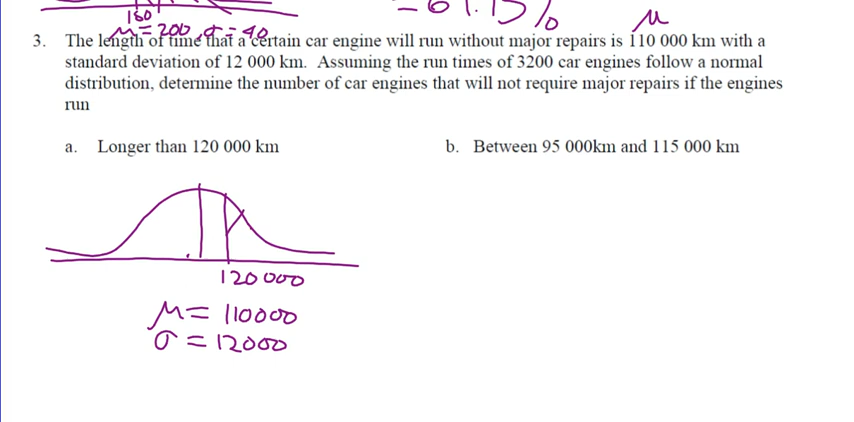 150
μ = 200, σ = 40
= 61.15%
μ
3. The length of time that a certain car engine will run without major repairs is 110 000 km with a
standard deviation of 12 000 km. Assuming the run times of 3200 car engines follow a normal
distribution, determine the number of car engines that will not require major repairs if the engines
run
a. Longer than 120 000 km
b. Between 95 000km and 115 000 km
120 000
μ = 110000
σ = 12000